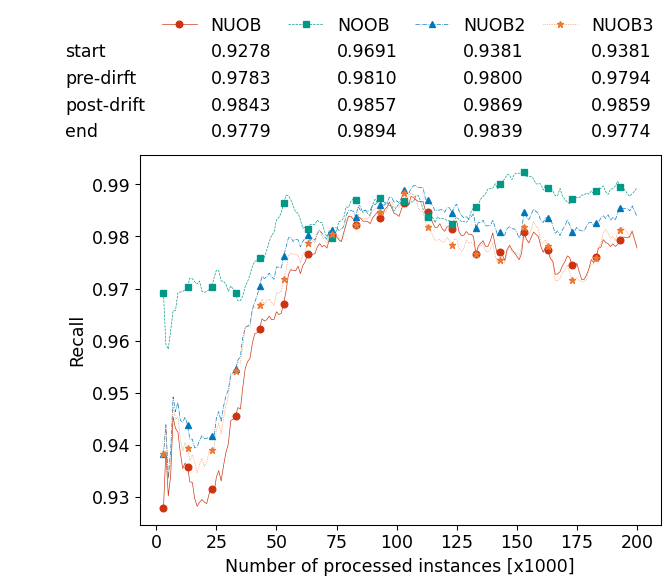 NUOB NOOB NUOB2 NUOB3
start 0.9278 0.9691 0.9381 0.9381
pre-dirft 0.9783 0.9810 0.9800 0.9794
post-drift 0.9843 0.9857 0.9869 0.9859
end 0.9779 0.9894 0.9839 0.9774
0.99
0.98
0.97
0.96
0.95
0.94
0.93
Recall
0 25 50 75 100 125 150 175 200
Number of processed instances [x1000]